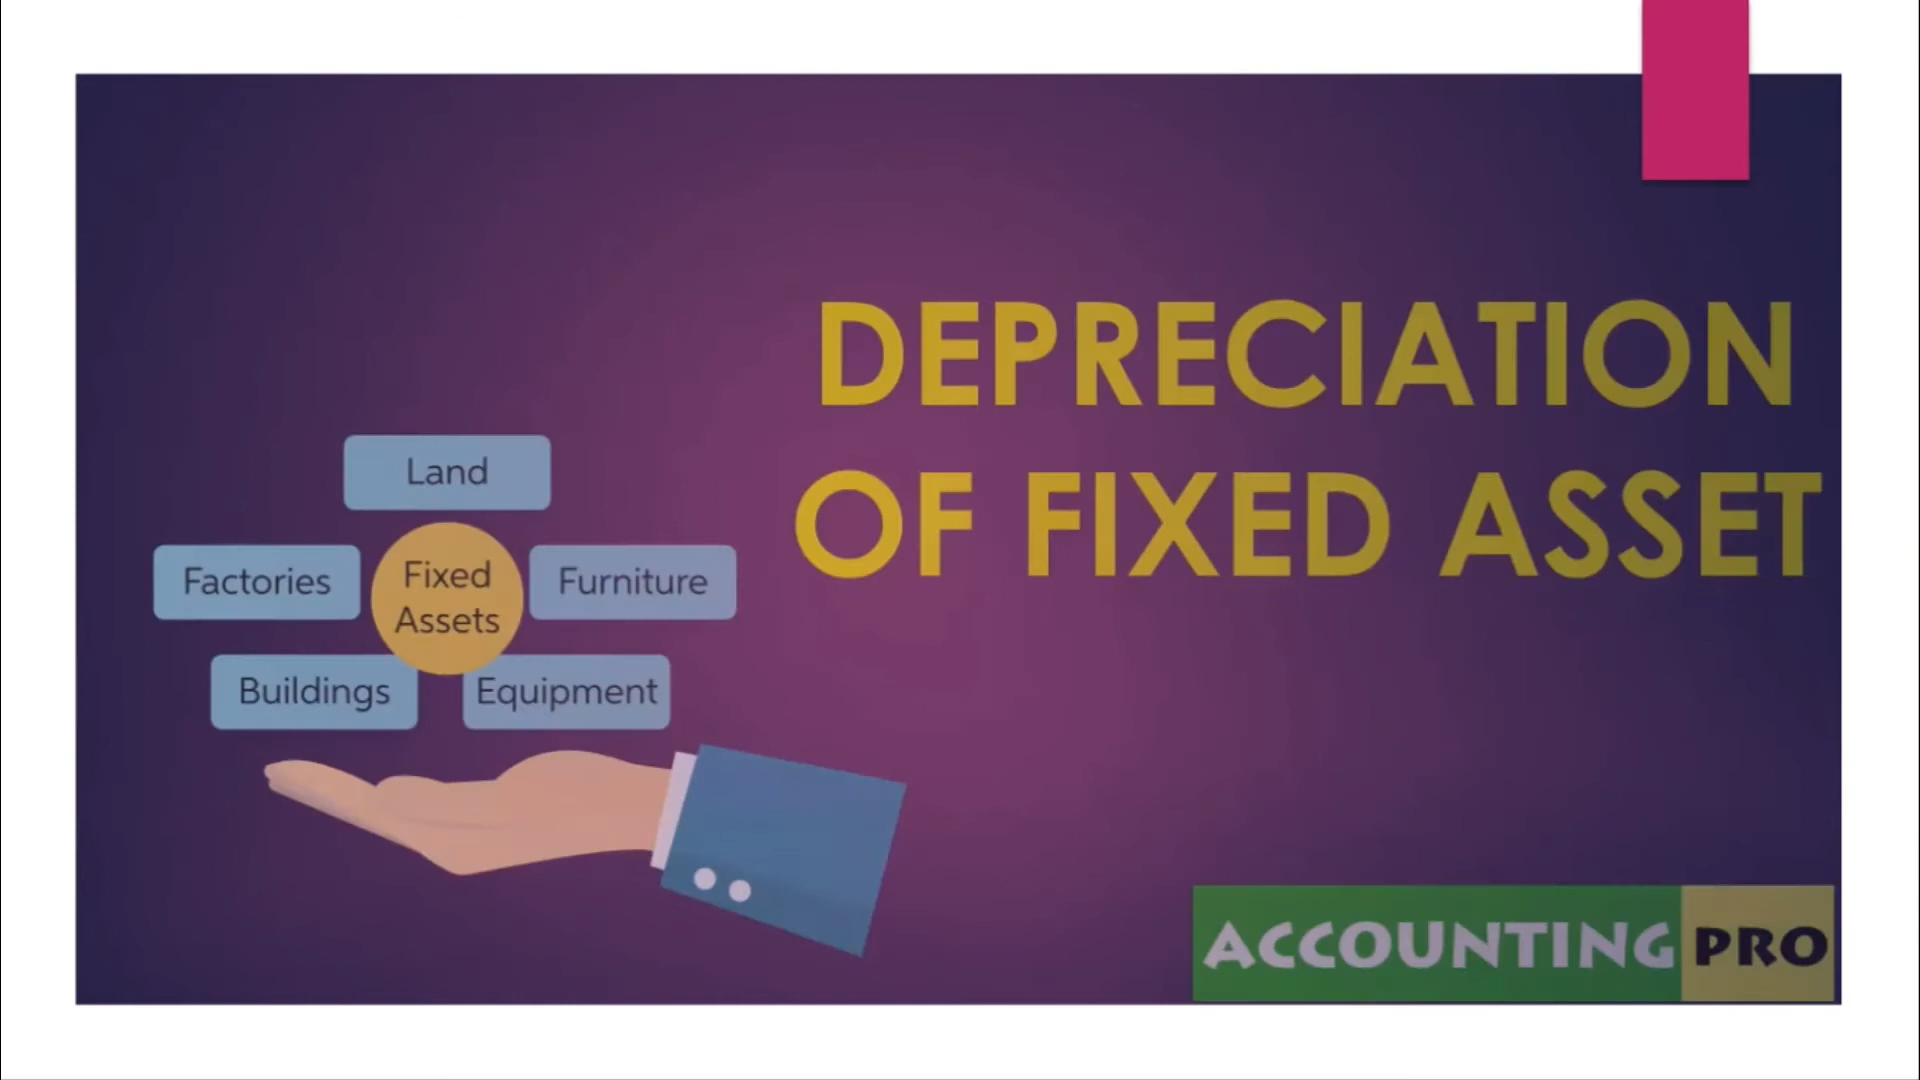 DEPRECIATION
OF FIXED ASSET
Land
Factories
Fixed
Assets
Furniture
Buildings
Equipment
ACCOUNTING PRO